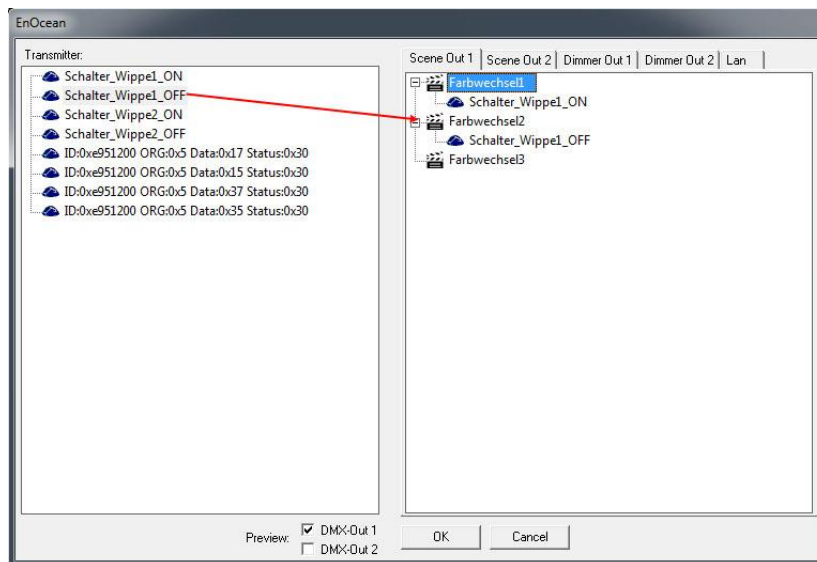 EnOcean
Transmitter:
Schalter_Wippe1_ON
Schalter_Wippe1_OFF
Schalter_Wippe2_ON
Schalter_Wippe2_OFF
ID:0xe951200 ORG:0x5 Data:0x17 Status:0x30
ID:0xe951200 ORG:0x5 Data:0x15 Status:0x30
ID:0xe951200 ORG:0x5 Data:0x37 Status:0x30
ID:0xe951200 ORG:0x5 Data:0x35 Status:0x30
Scene Out 1 Scene Out 2 Dimmer Out 1 Dimmer Out 2 Lan
Farbwechsel1
Schalter_Wippe1_ON
Farbwechsel2
Schalter_Wippe1_OFF
Farbwechsel3
Preview:
DMX-Out 1
DMX-Out 2
OK
Cancel